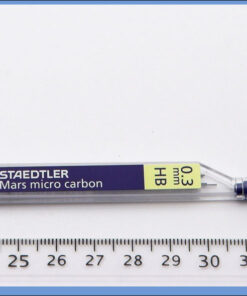 STAEDTLER
Mars micro carbon
0.3
mm
HB
25 26 27 28 29 30